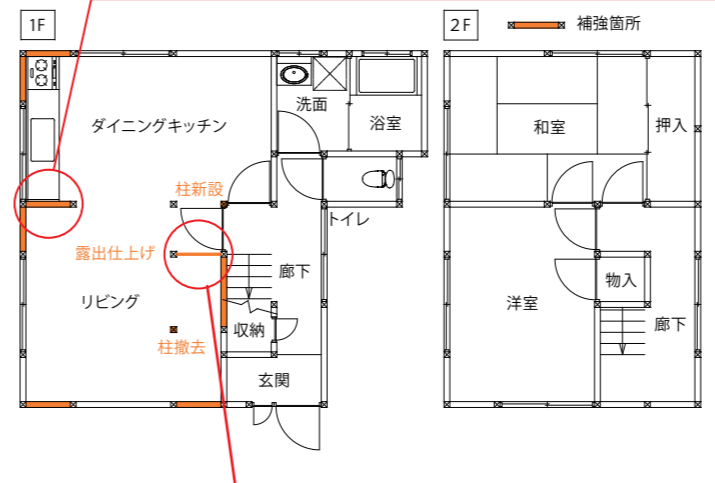 1F
2F
補強箇所
洗面
ダイニングキッチン
浴室
和室
押入
柱新設
トイレ
露出仕上げ
廊下
リビング
物入
洋室
収納
廊下
柱撤去
玄関